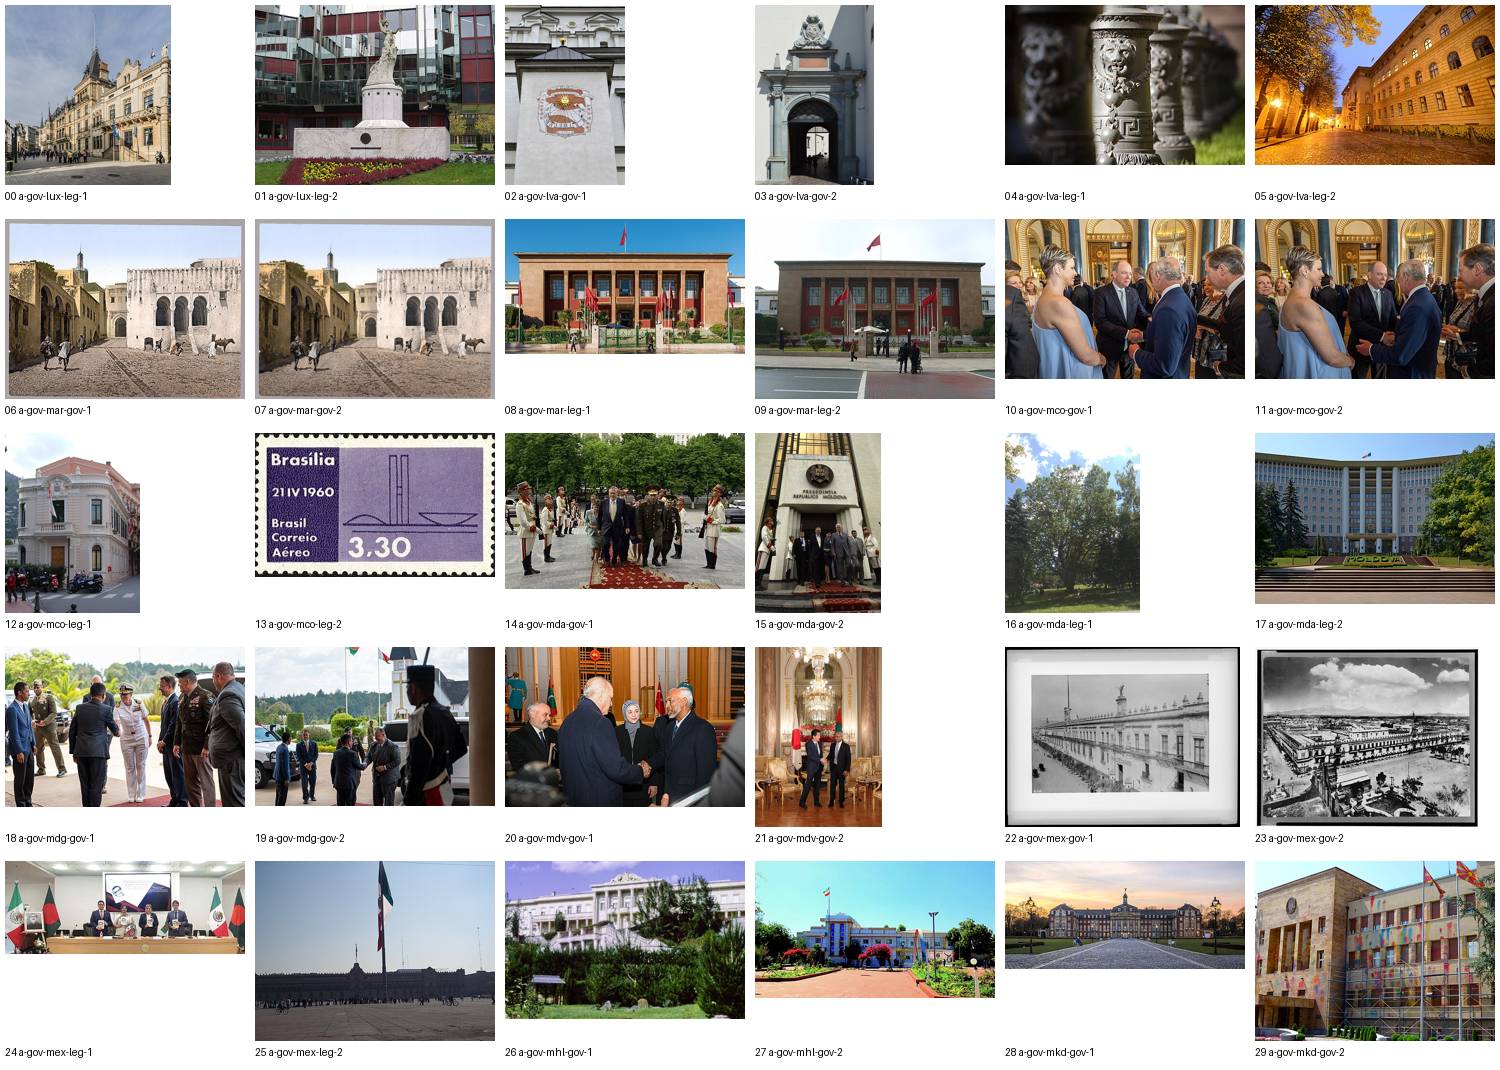 00 a-gov-lux-leg-1
01 a-gov-lux-leg-2
02 a-gov-lva-gov-1
03 a-gov-lva-gov-2
04 a-gov-lva-leg-1
05 a-gov-lva-leg-2
06 a-gov-mar-gov-1
07 a-gov-mar-gov-2
08 a-gov-mar-leg-1
09 a-gov-mar-leg-2
10 a-gov-mco-gov-1
11 a-gov-mco-gov-2
Brasília
21 IV 1960
Brasil
Correio
Aéreo
3,30
PREȘEDINȚIA
REPUBLICII MOLDOVA
MOLDOVA
12 a-gov-mco-leg-1
13 a-gov-mco-leg-2
14 a-gov-mda-gov-1
15 a-gov-mda-gov-2
16 a-gov-mda-leg-1
17 a-gov-mda-leg-2
18 a-gov-mdg-gov-1
19 a-gov-mdg-gov-2
20 a-gov-mdv-gov-1
21 a-gov-mdv-gov-2
22 a-gov-mex-gov-1
23 a-gov-mex-gov-2
24 a-gov-mex-leg-1
25 a-gov-mex-leg-2
26 a-gov-mhl-gov-1
27 a-gov-mhl-gov-2
28 a-gov-mkd-gov-1
29 a-gov-mkd-gov-2